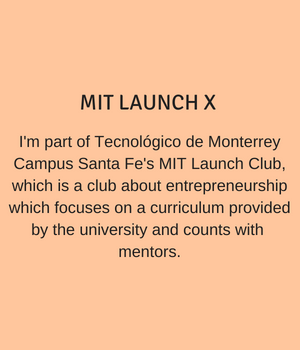 MIT LAUNCH X
I'm part of Tecnológico de Monterrey
Campus Santa Fe's MIT Launch Club,
which is a club about entrepreneurship
which focuses on a curriculum provided
by the university and counts with
mentors.